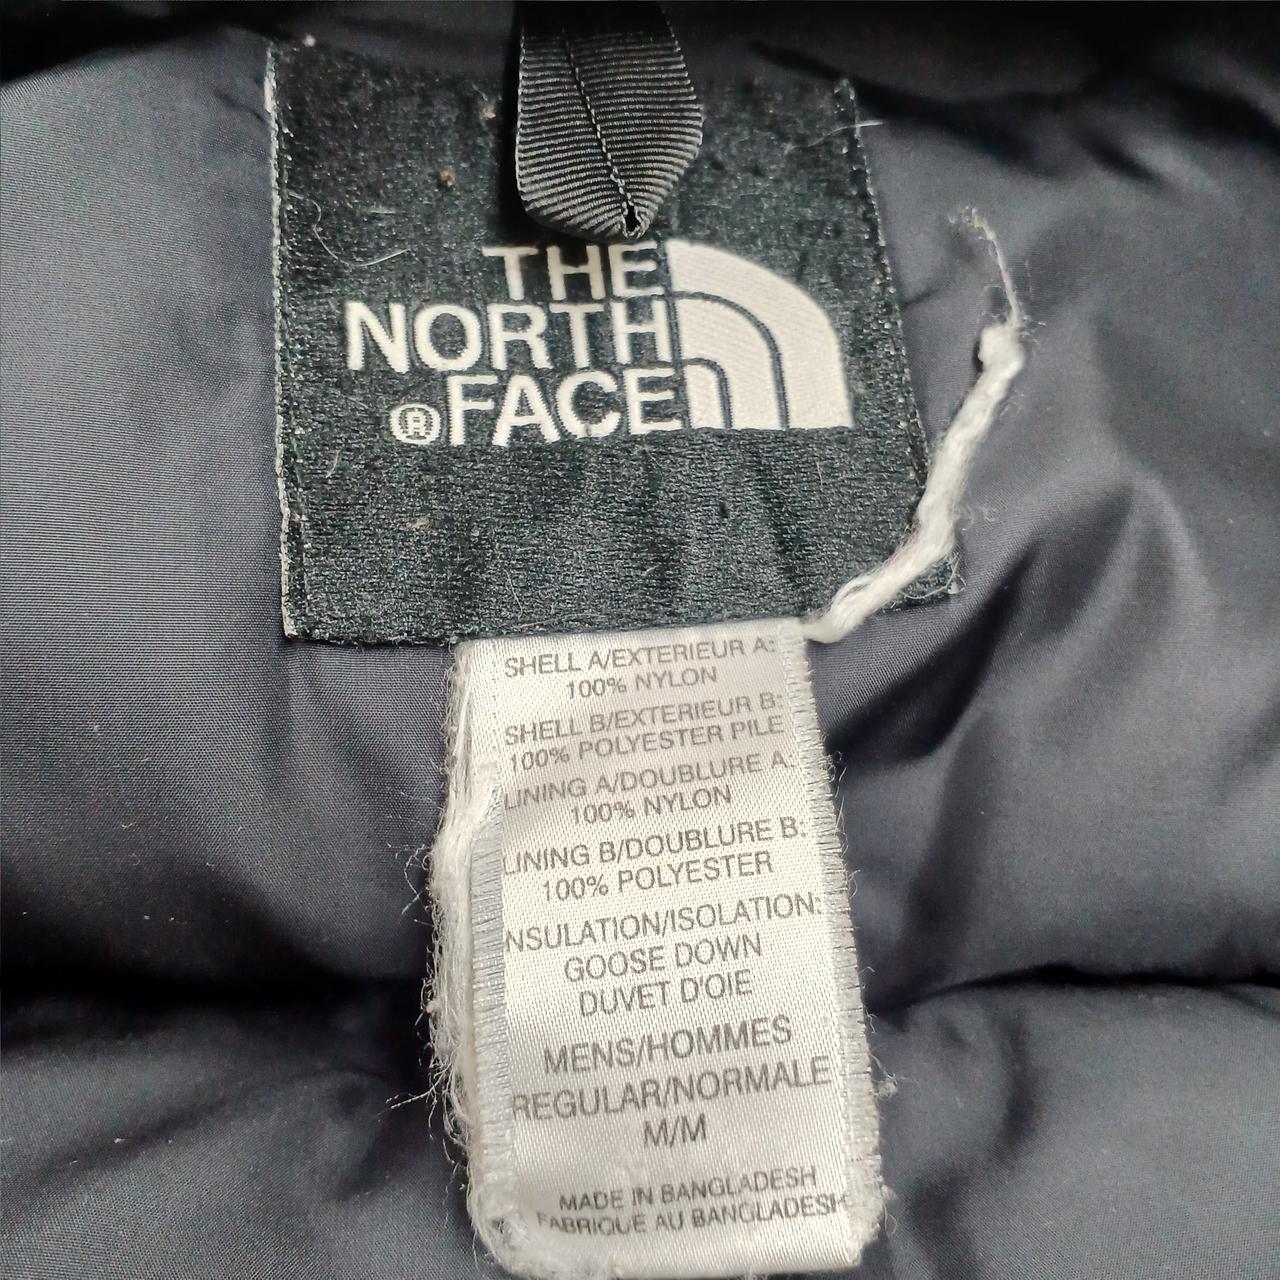 THE
NORTH
®FACE
SHELL A/EXTERIEUR A:
100% NYLON
SHELL B/EXTERIEUR B:
100% POLYESTER PILE
LINING A/DOUBLURE A:
100% NYLON
LINING B/DOUBLURE B:
100% POLYESTER
INSULATION/ISOLATION:
GOOSE DOWN
DUVET D'OIE
MENS/HOMMES
REGULAR/NORMALE
M/M
MADE IN BANGLADESH
FABRIQUE AU BANGLADESH